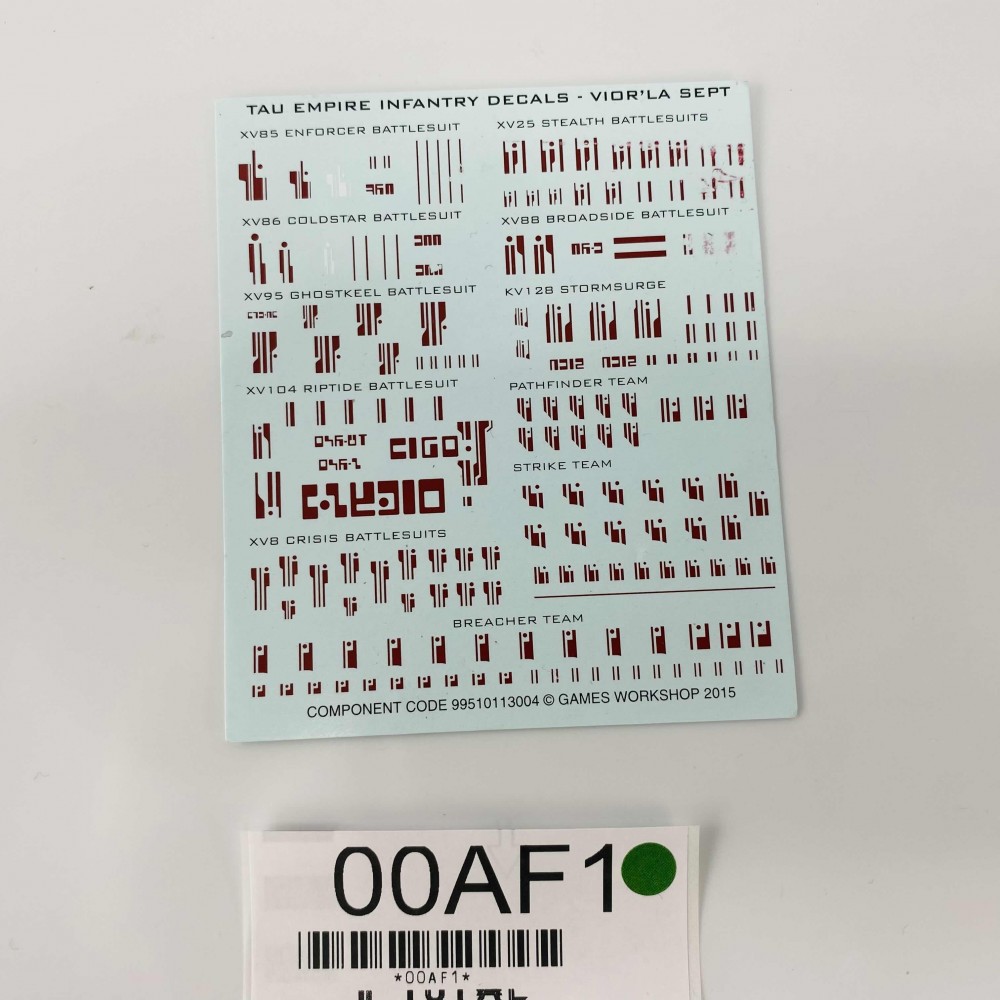 TAU EMPIRE INFANTRY DECALS - VIOR'LA SEPT
XV85 ENFORCER BATTLESUIT
XV25 STEALTH BATTLESUITS
XV86 COLDSTAR BATTLESUIT
XV88 BROADSIDE BATTLESUIT
XV95 GHOSTKEEL BATTLESUIT
KV128 STORMSURGE
XV104 RIPTIDE BATTLESUIT
PATHFINDER TEAM
STRIKE TEAM
XV8 CRISIS BATTLESUITS
BREACHER TEAM
COMPONENT CODE 99510113004 © GAMES WORKSHOP 2015
00AF1
*00AF1*